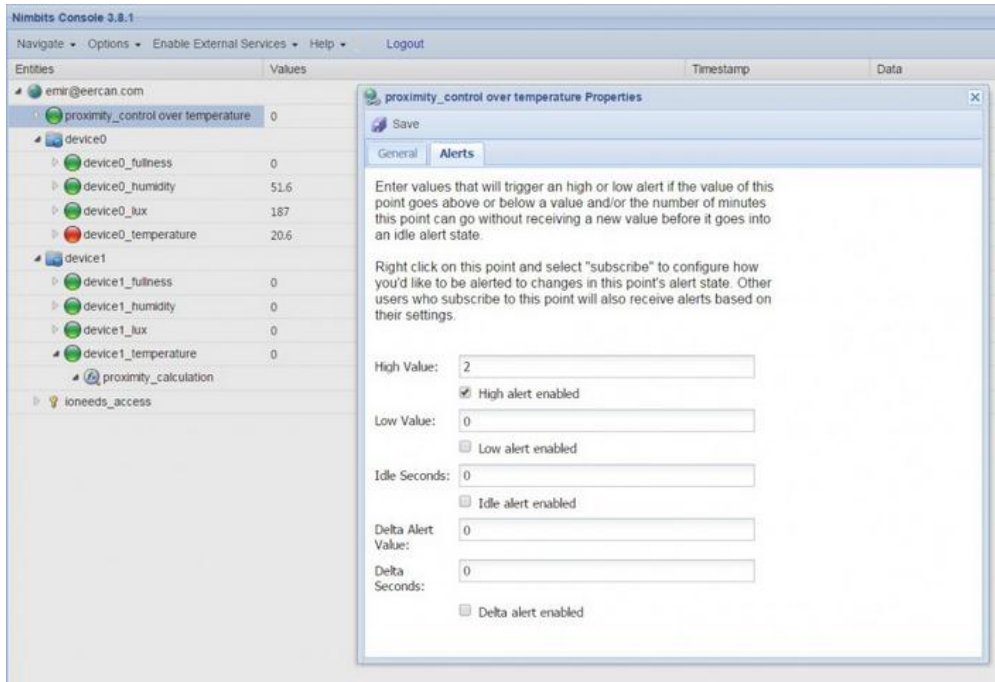 Nimbits Console 3.8.1
Navigate Options Enable External Services Help Logout
Entities Values Timestamp Data
emir@eercan.com
proximity_control over temperature 0
device0
device0_fullness 0
device0_humidity 51.6
device0_lux 187
device0_temperature 20.6
device1
device1_fullness 0
device1_humidity 0
device1_lux 0
device1_temperature 0
proximity_calculation
ioneeds_access
proximity_control over temperature Properties
Save
General Alerts
Enter values that will trigger an high or low alert if the value of this
point goes above or below a value and/or the number of minutes
this point can go without receiving a new value before it goes into
an idle alert state.
Right click on this point and select "subscribe" to configure how
you'd like to be alerted to changes in this point's alert state. Other
users who subscribe to this point will also receive alerts based on
their settings.
High Value: 2
High alert enabled
Low Value: 0
Low alert enabled
Idle Seconds: 0
Idle alert enabled
Delta Alert 0
Value:
Delta 0
Seconds:
Delta alert enabled